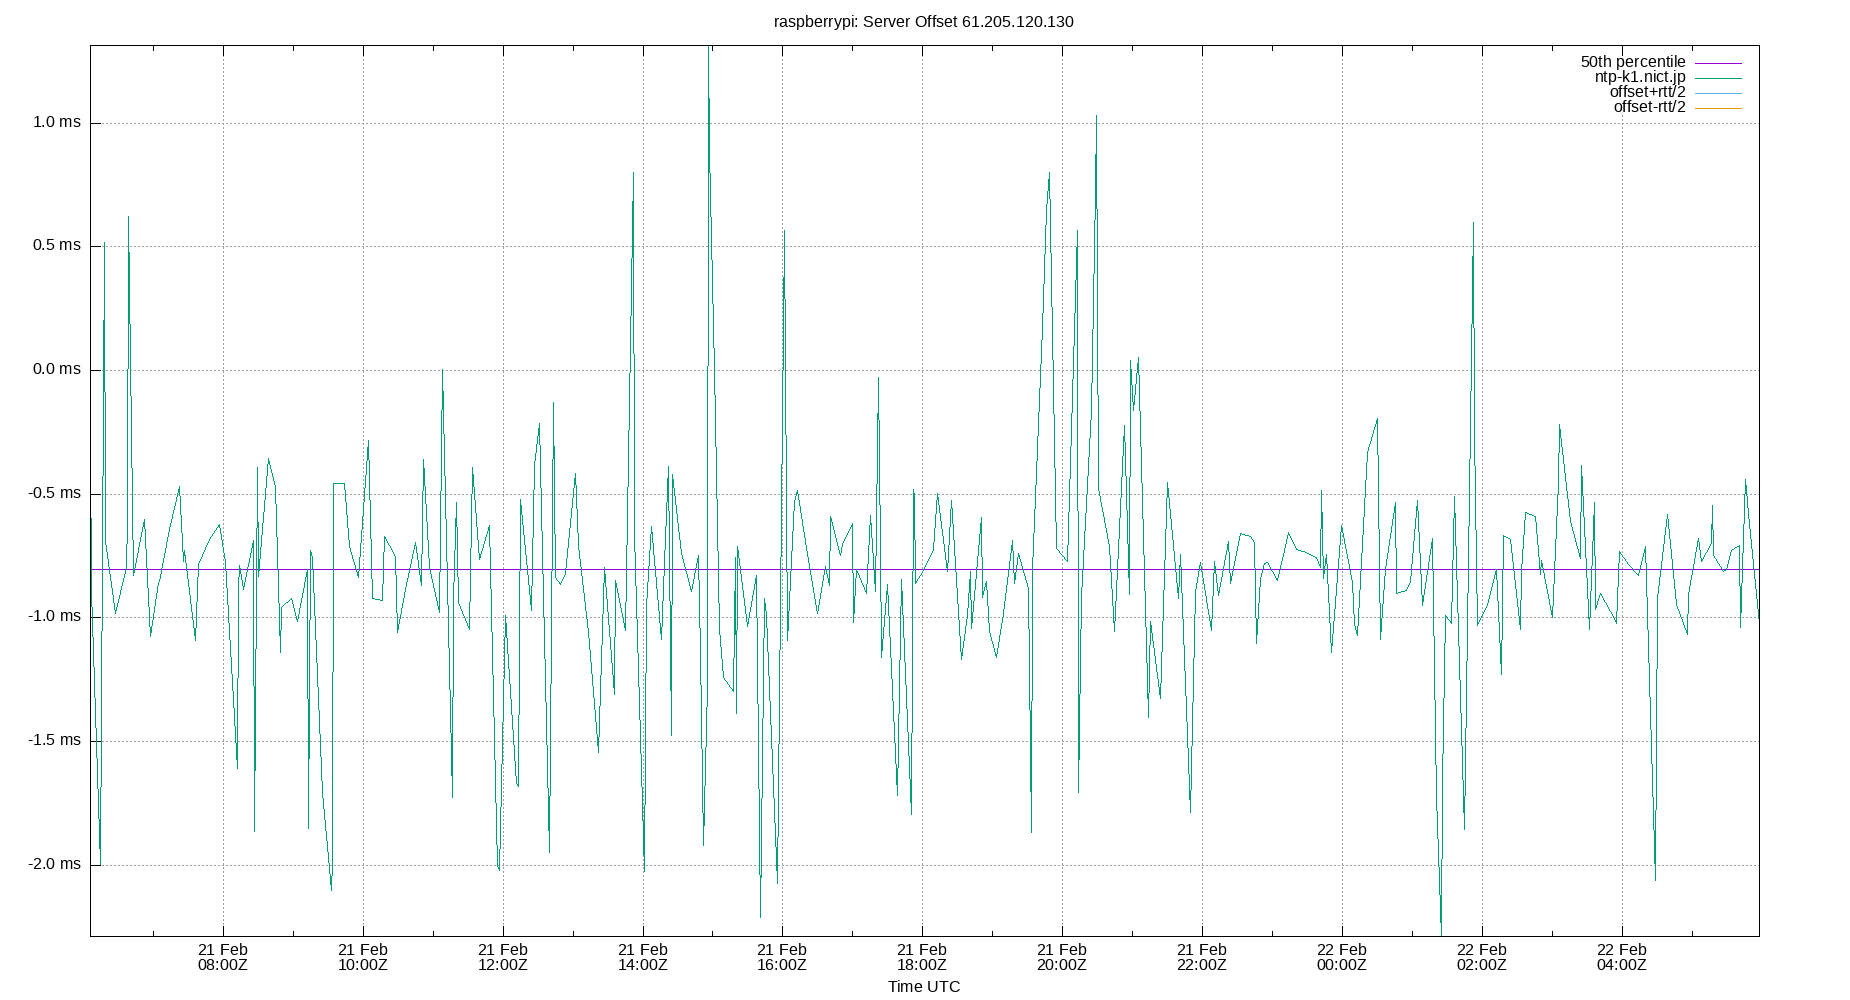 raspberrypi: Server Offset 61.205.120.130
50th percentile
ntp-k1.nict.jp
offset+rtt/2
offset-rtt/2
1.0 ms
0.5 ms
0.0 ms
-0.5 ms
-1.0 ms
-1.5 ms
-2.0 ms
21 Feb 21 Feb 21 Feb 21 Feb 21 Feb 21 Feb 21 Feb 21 Feb 22 Feb 22 Feb 22 Feb
08:00Z 10:00Z 12:00Z 14:00Z 16:00Z 18:00Z 20:00Z 22:00Z 00:00Z 02:00Z 04:00Z
Time UTC